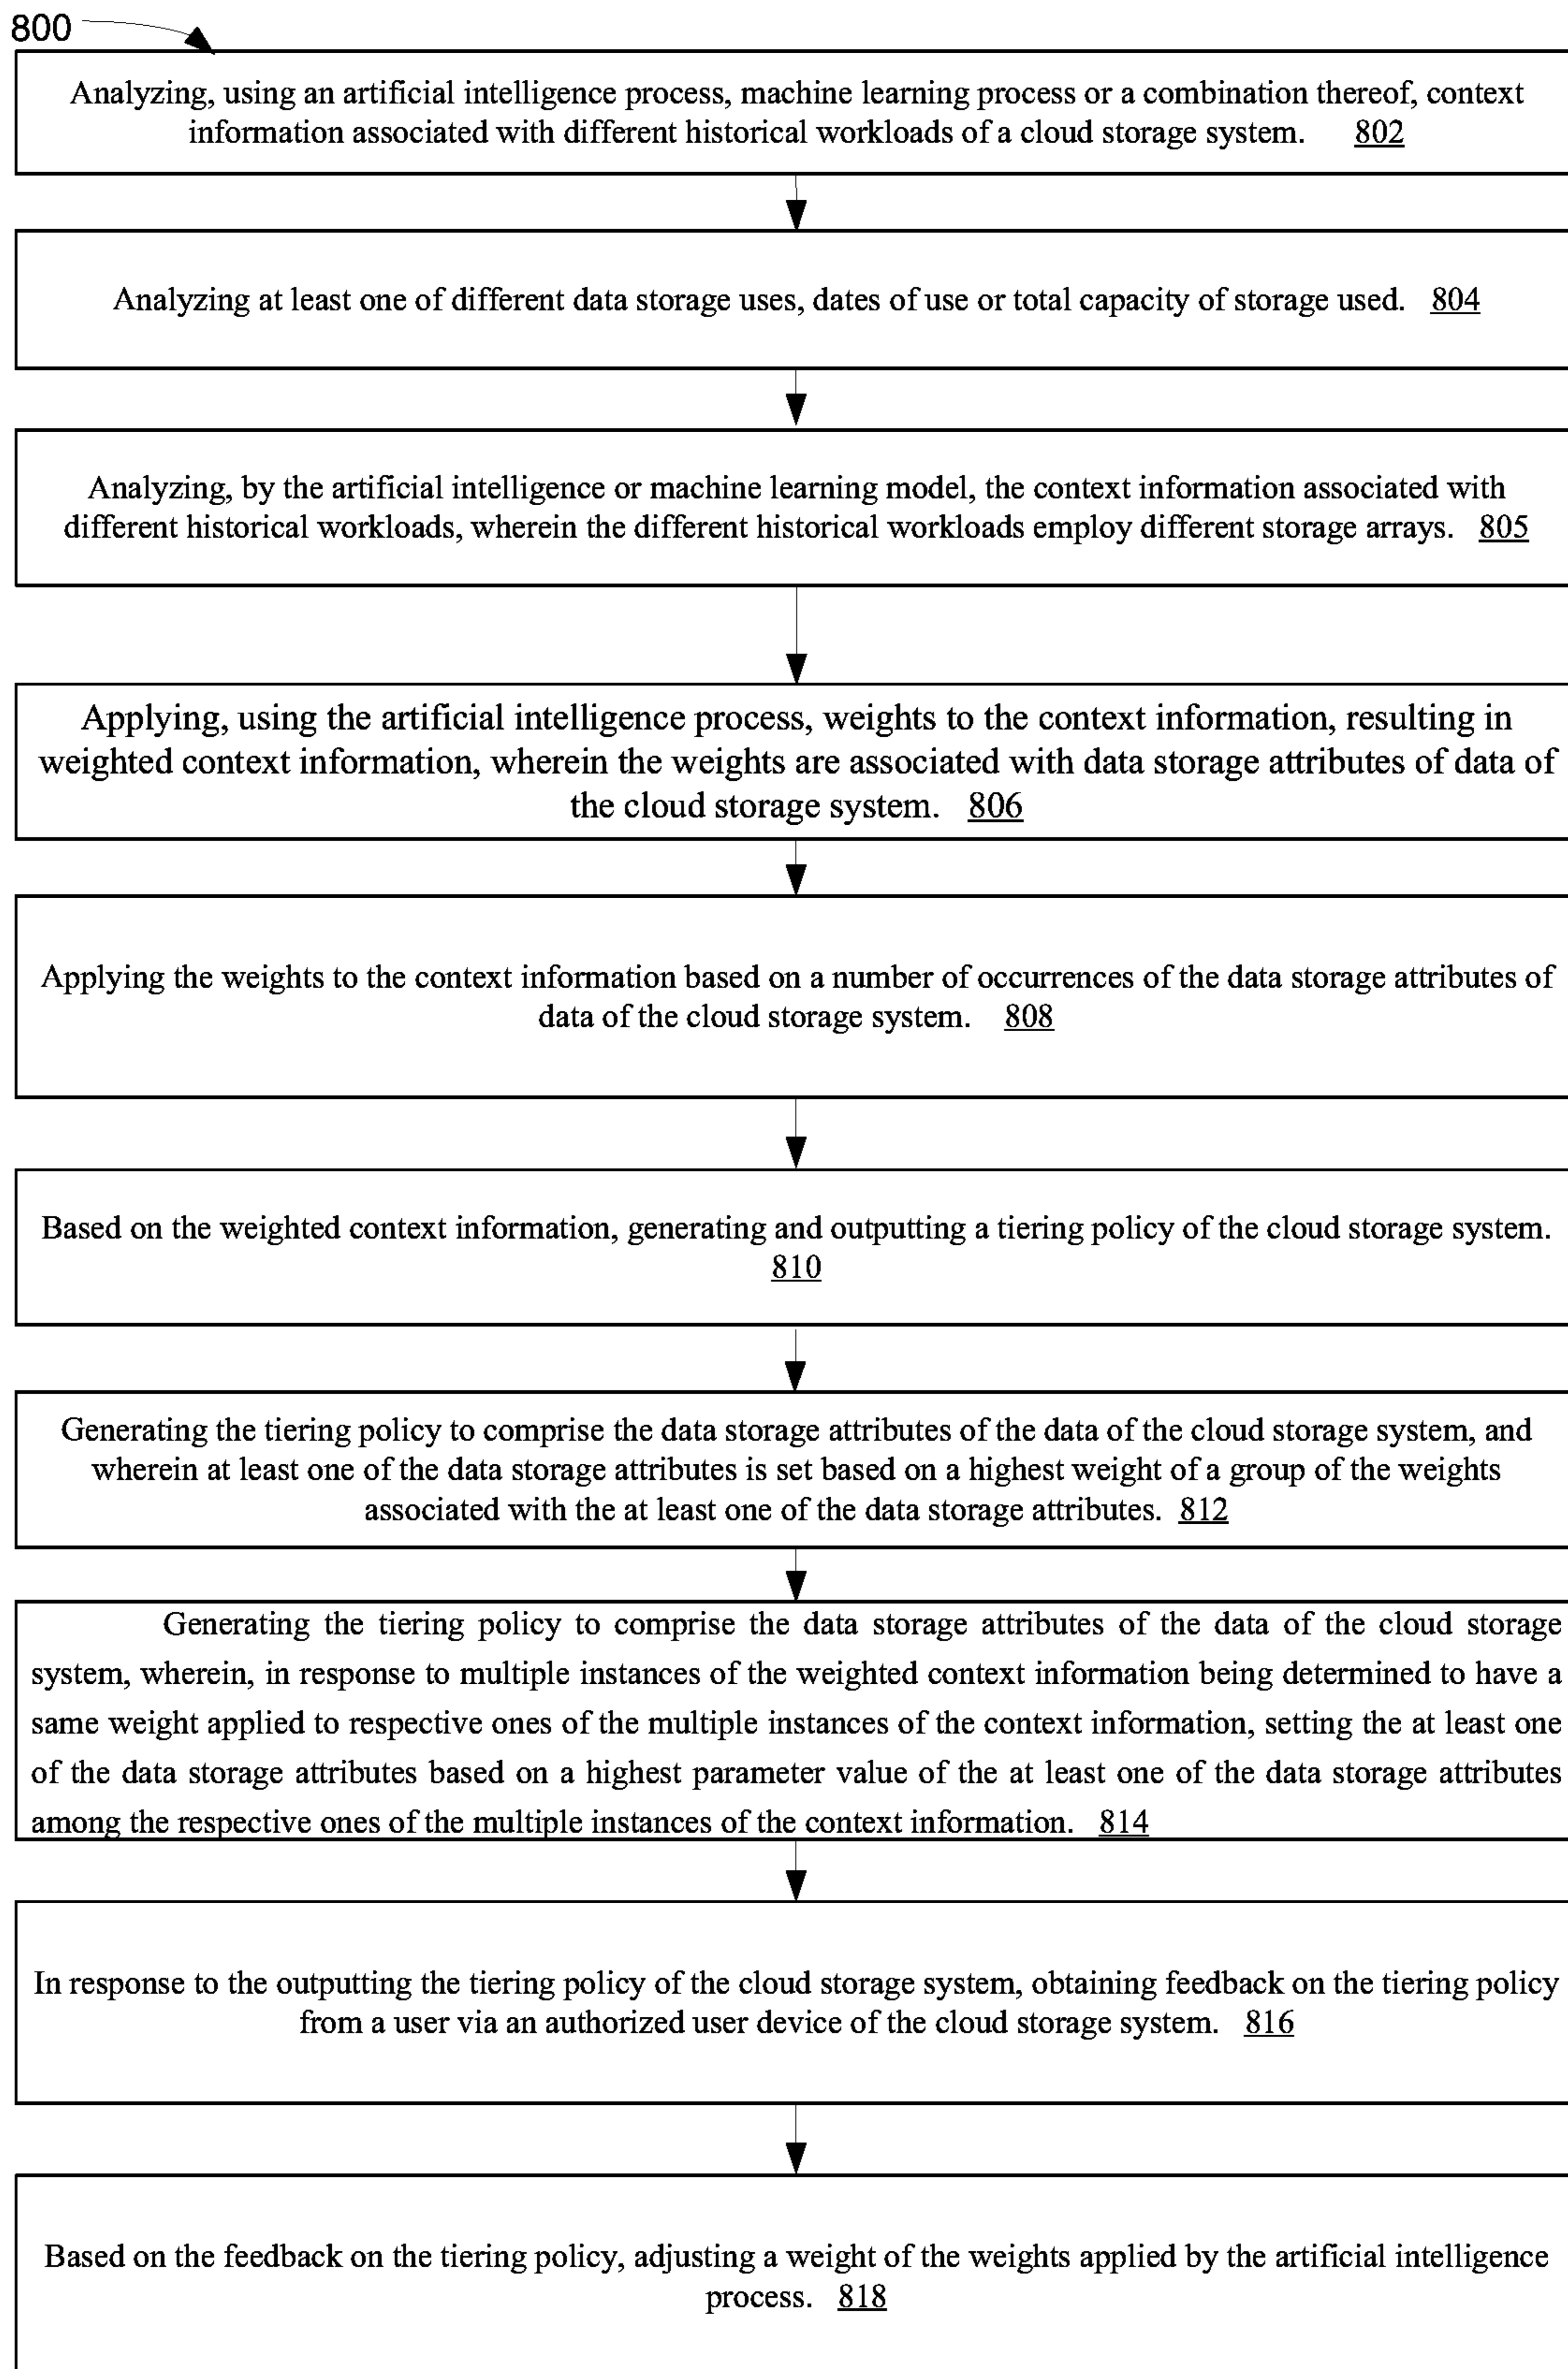 800
Analyzing, using an artificial intelligence process, machine learning process or a combination thereof, context
information associated with different historical workloads of a cloud storage system. 802
Analyzing at least one of different data storage uses, dates of use or total capacity of storage used. 804
Analyzing, by the artificial intelligence or machine learning model, the context information associated with
different historical workloads, wherein the different historical workloads employ different storage arrays. 805
Applying, using the artificial intelligence process, weights to the context information, resulting in
weighted context information, wherein the weights are associated with data storage attributes of data of
the cloud storage system. 806
Applying the weights to the context information based on a number of occurrences of the data storage attributes of
data of the cloud storage system. 808
Based on the weighted context information, generating and outputting a tiering policy of the cloud storage system.
810
Generating the tiering policy to comprise the data storage attributes of the data of the cloud storage system, and
wherein at least one of the data storage attributes is set based on a highest weight of a group of the weights
associated with the at least one of the data storage attributes. 812
Generating the tiering policy to comprise the data storage attributes of the data of the cloud storage
system, wherein, in response to multiple instances of the weighted context information being determined to have a
same weight applied to respective ones of the multiple instances of the context information, setting the at least one
of the data storage attributes based on a highest parameter value of the at least one of the data storage attributes
among the respective ones of the multiple instances of the context information. 814
In response to the outputting the tiering policy of the cloud storage system, obtaining feedback on the tiering policy
from a user via an authorized user device of the cloud storage system. 816
Based on the feedback on the tiering policy, adjusting a weight of the weights applied by the artificial intelligence
process. 818